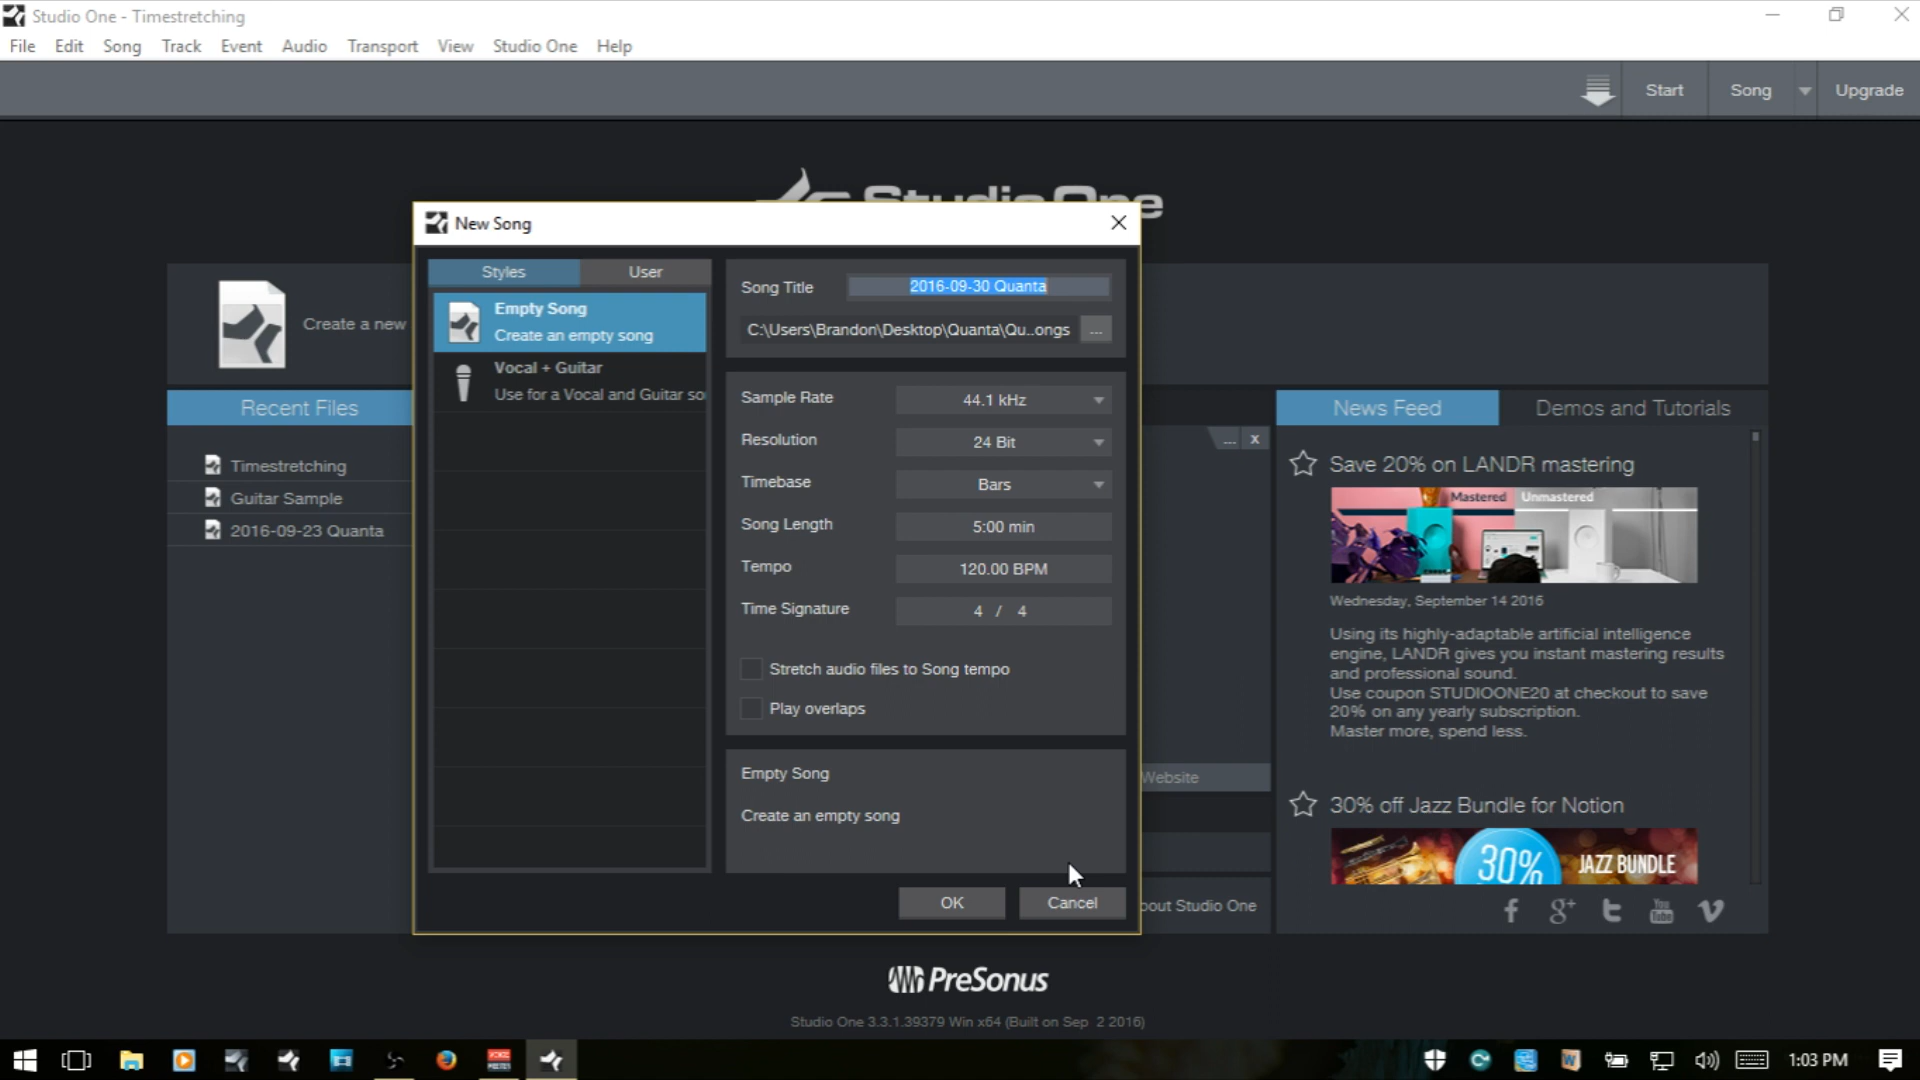 Studio One - Timestretching
File Edit Song Track Event Audio Transport View Studio One Help
Start Song Upgrade
Studio One
New Song
Styles User
Empty Song
Create an empty song
Vocal + Guitar
Use for a Vocal and Guitar so
Song Title 2016-09-30 Quanta
C:\Users\Brandon\Desktop\Quanta\Qu..ongs ...
Sample Rate 44.1 kHz
Resolution 24 Bit
Timebase Bars
Song Length 5:00 min
Tempo 120.00 BPM
Time Signature 4 / 4
Stretch audio files to Song tempo
Play overlaps
Empty Song
Create an empty song
OK Cancel
Create a new
Recent Files
Timestretching
Guitar Sample
2016-09-23 Quanta
... x
Website
bout Studio One
News Feed Demos and Tutorials
Save 20% on LANDR mastering
Mastered Unmastered
Wednesday, September 14 2016
Using its highly-adaptable artificial intelligence
engine, LANDR gives you instant mastering results
and professional sound.
Use coupon STUDIOONE20 at checkout to save
20% on any yearly subscription.
Master more, spend less.
30% off Jazz Bundle for Notion
30% JAZZ BUNDLE
PreSonus
Studio One 3.3.1.39379 Win x64 (Built on Sep 2 2016)
1:03 PM